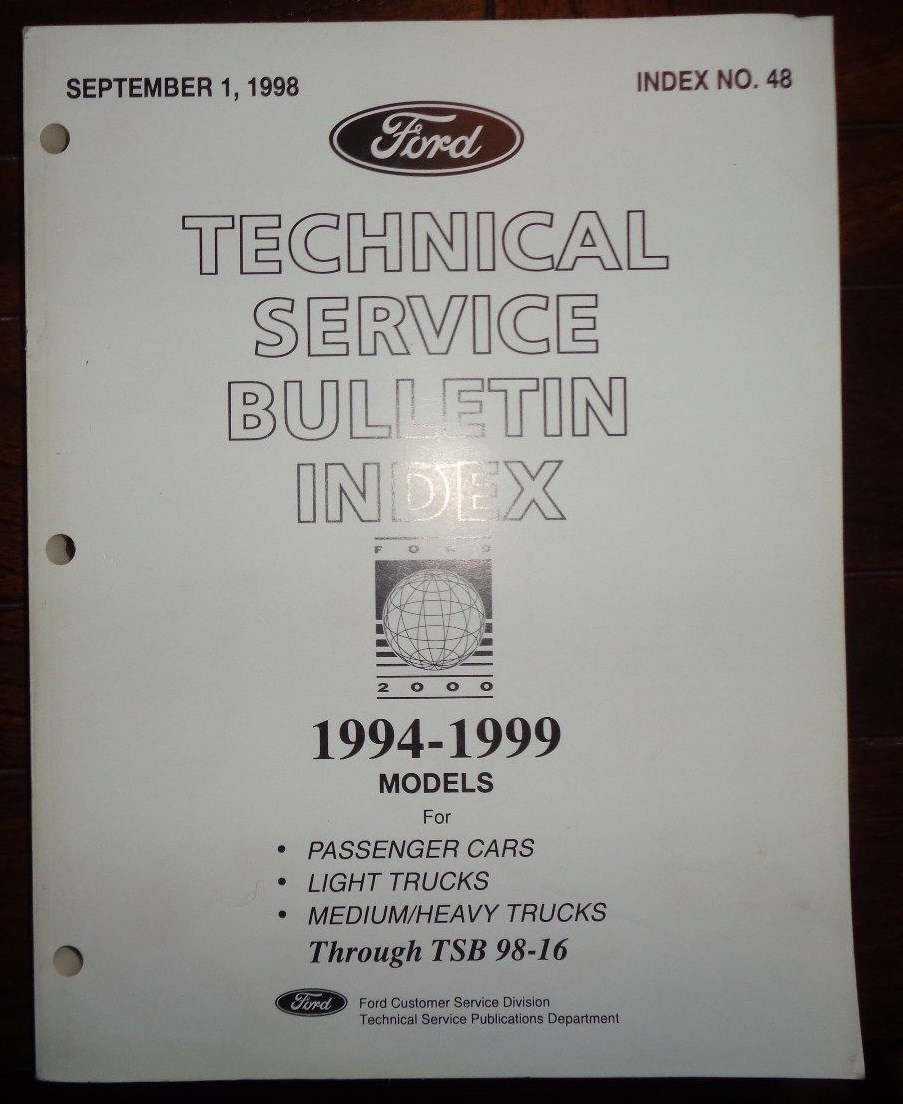 SEPTEMBER 1, 1998
INDEX NO. 48
Ford
TECHNICAL
SERVICE
BULLETIN
INDEX
FORD
2000
1994-1999
MODELS
For
• PASSENGER CARS
• LIGHT TRUCKS
• MEDIUM/HEAVY TRUCKS
Through TSB 98-16
Ford
Ford Customer Service Division
Technical Service Publications Department